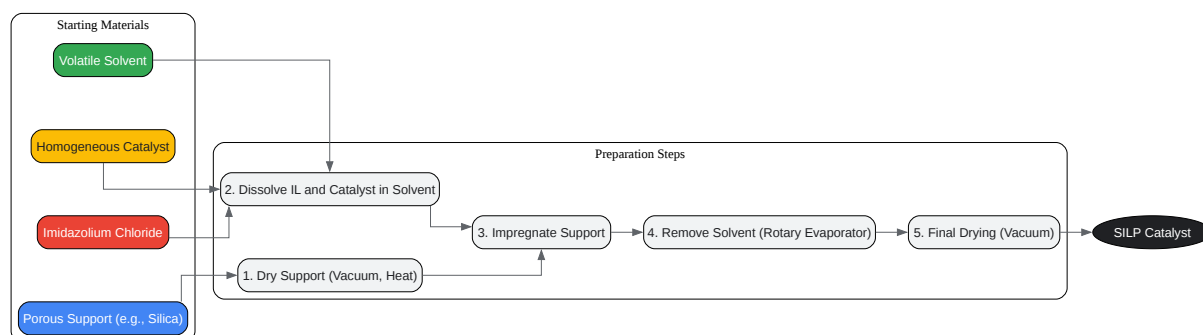 Starting Materials
Volatile Solvent
Homogeneous Catalyst
Imidazolium Chloride
Porous Support (e.g., Silica)
Preparation Steps
2. Dissolve IL and Catalyst in Solvent
1. Dry Support (Vacuum, Heat)
3. Impregnate Support
4. Remove Solvent (Rotary Evaporator)
5. Final Drying (Vacuum)
SILP Catalyst